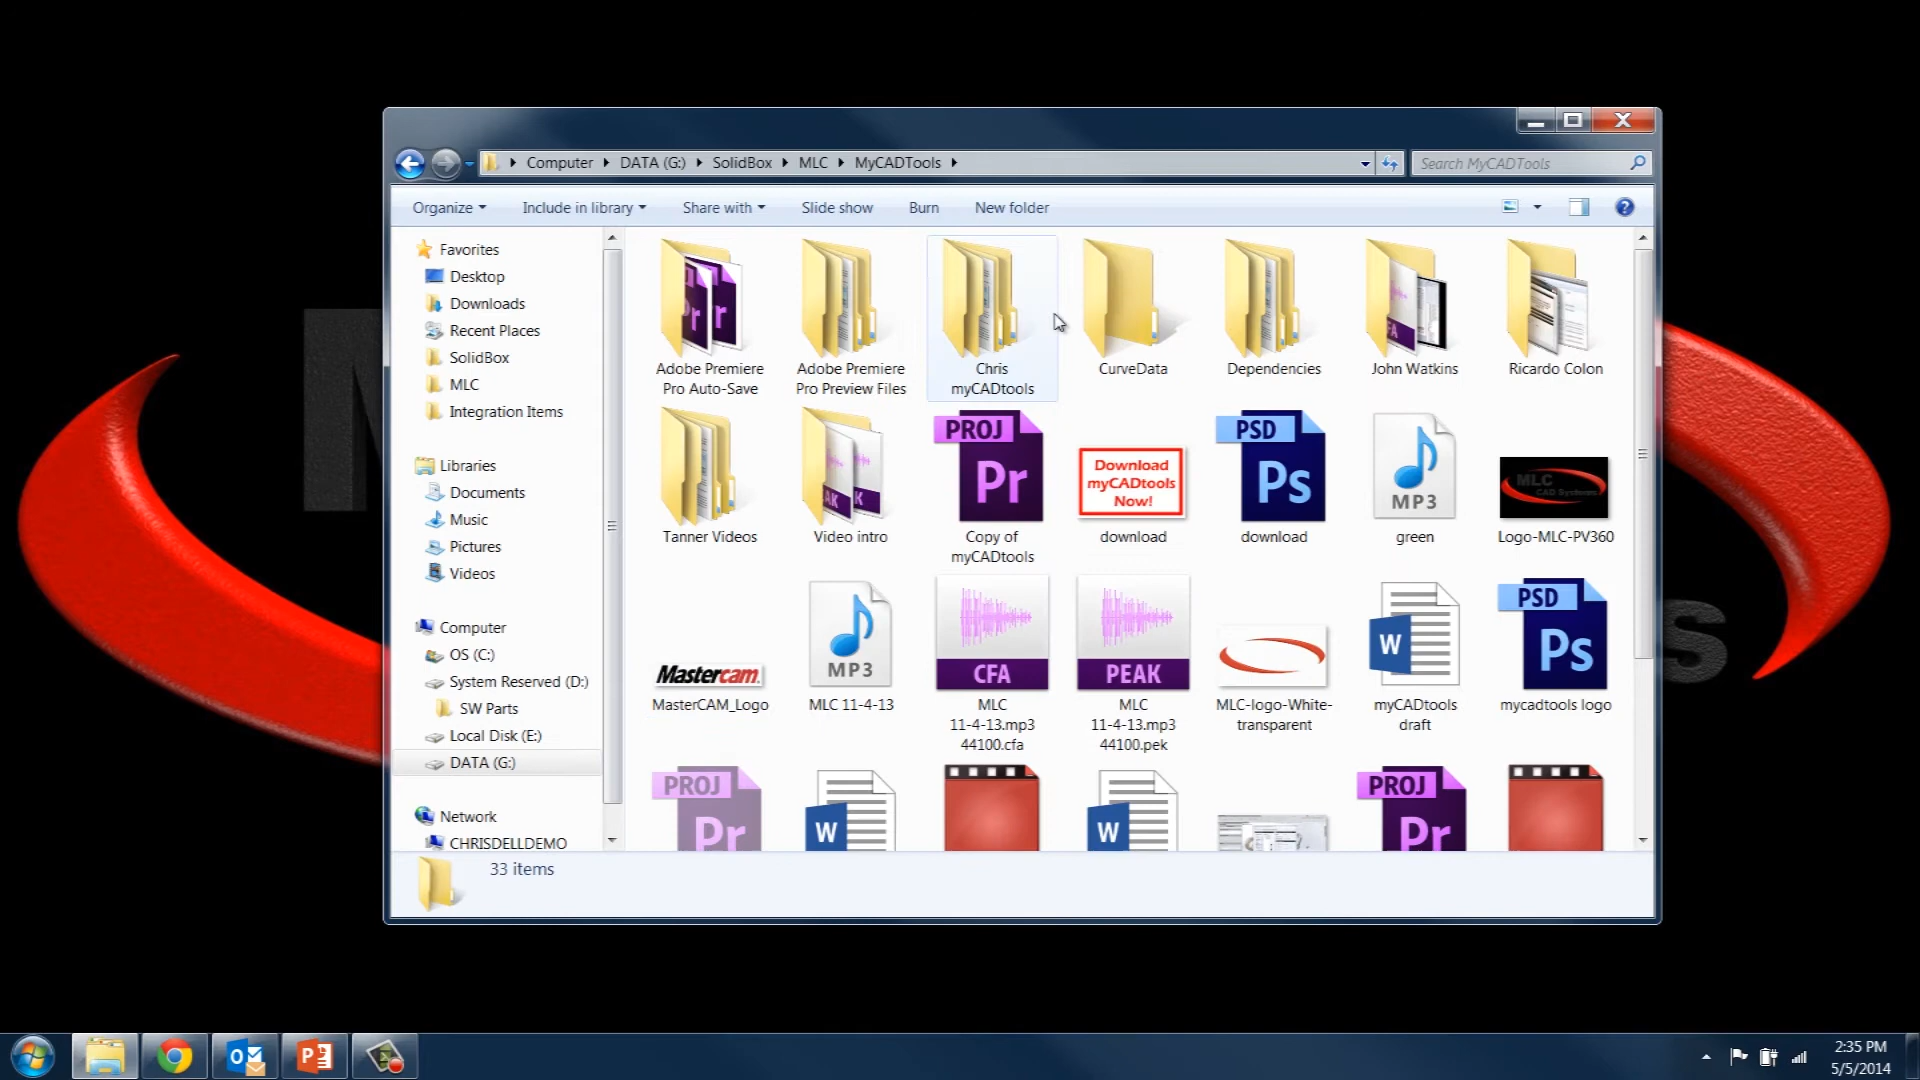 Computer
DATA (G:)
SolidBox
MLC
MyCADTools
Search MyCADTools
Organize
Include in library
Share with
Slide show
Burn
New folder
Favorites
Desktop
Downloads
Recent Places
SolidBox
MLC
Integration Items
Libraries
Documents
Music
Pictures
Videos
Computer
OS (C:)
System Reserved (D:)
SW Parts
Local Disk (E:)
DATA (G:)
Network
CHRISDELLDEMO
Adobe Premiere
Pro Auto-Save
Adobe Premiere
Pro Preview Files
Chris
myCADtools
CurveData
Dependencies
John Watkins
Ricardo Colon
Tanner Videos
Video intro
PROJ
Pr
Copy of
myCADtools
Download
myCADtools
Now!
download
PSD
Ps
download
MP3
green
MLC
CAD Systems
Logo-MLC-PV360
Mastercam
MasterCAM_Logo
MP3
MLC 11-4-13
CFA
MLC
11-4-13.mp3
44100.cfa
PEAK
MLC
11-4-13.mp3
44100.pek
MLC-logo-White-
transparent
W
myCADtools
draft
PSD
Ps
mycadtools logo
PROJ
Pr
W
W
PROJ
Pr
33 items
2:35 PM
5/5/2014